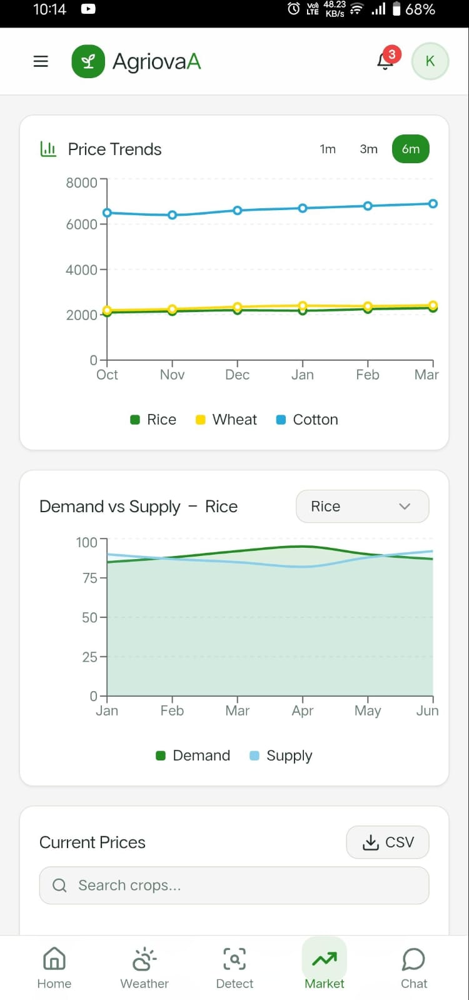 10:14 Vo) LTE 48.23 KB/s 68%
AgriovaA 3 K
Price Trends 1m 3m 6m
8000
6000
4000
2000
0
Oct Nov Dec Jan Feb Mar
Rice Wheat Cotton
Demand vs Supply – Rice Rice
100
75
50
25
0
Jan Feb Mar Apr May Jun
Demand Supply
Current Prices CSV
Search crops...
Home Weather Detect Market Chat